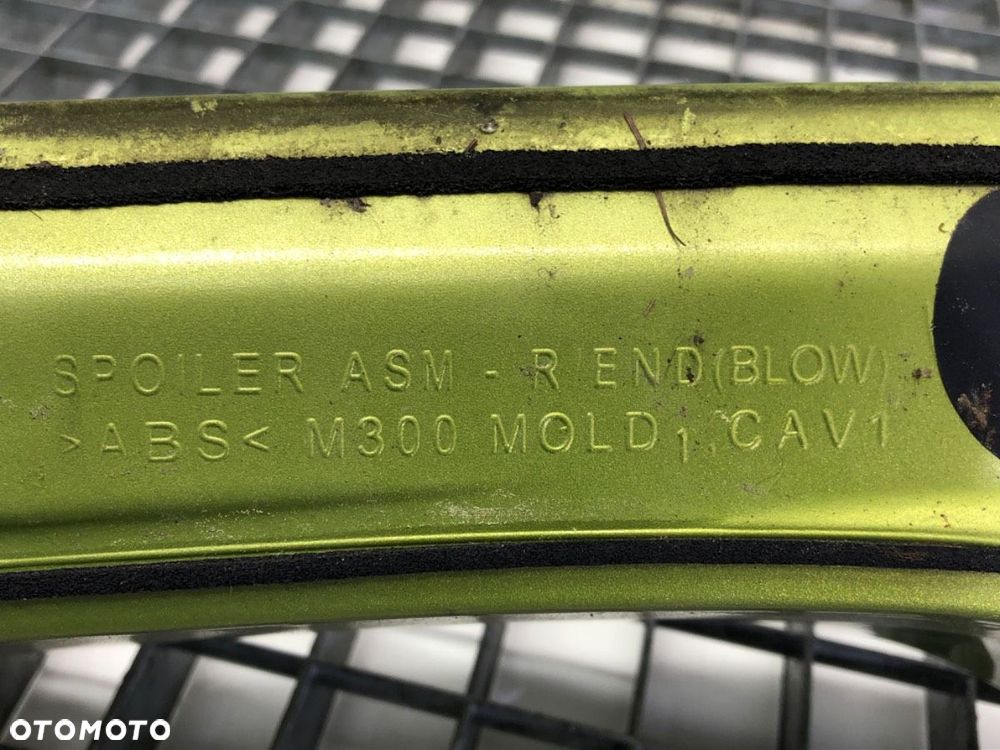 SPOILER ASM - R END(BLOW)
>ABS< M300 MOLD1, CAV1
OTOMOTO